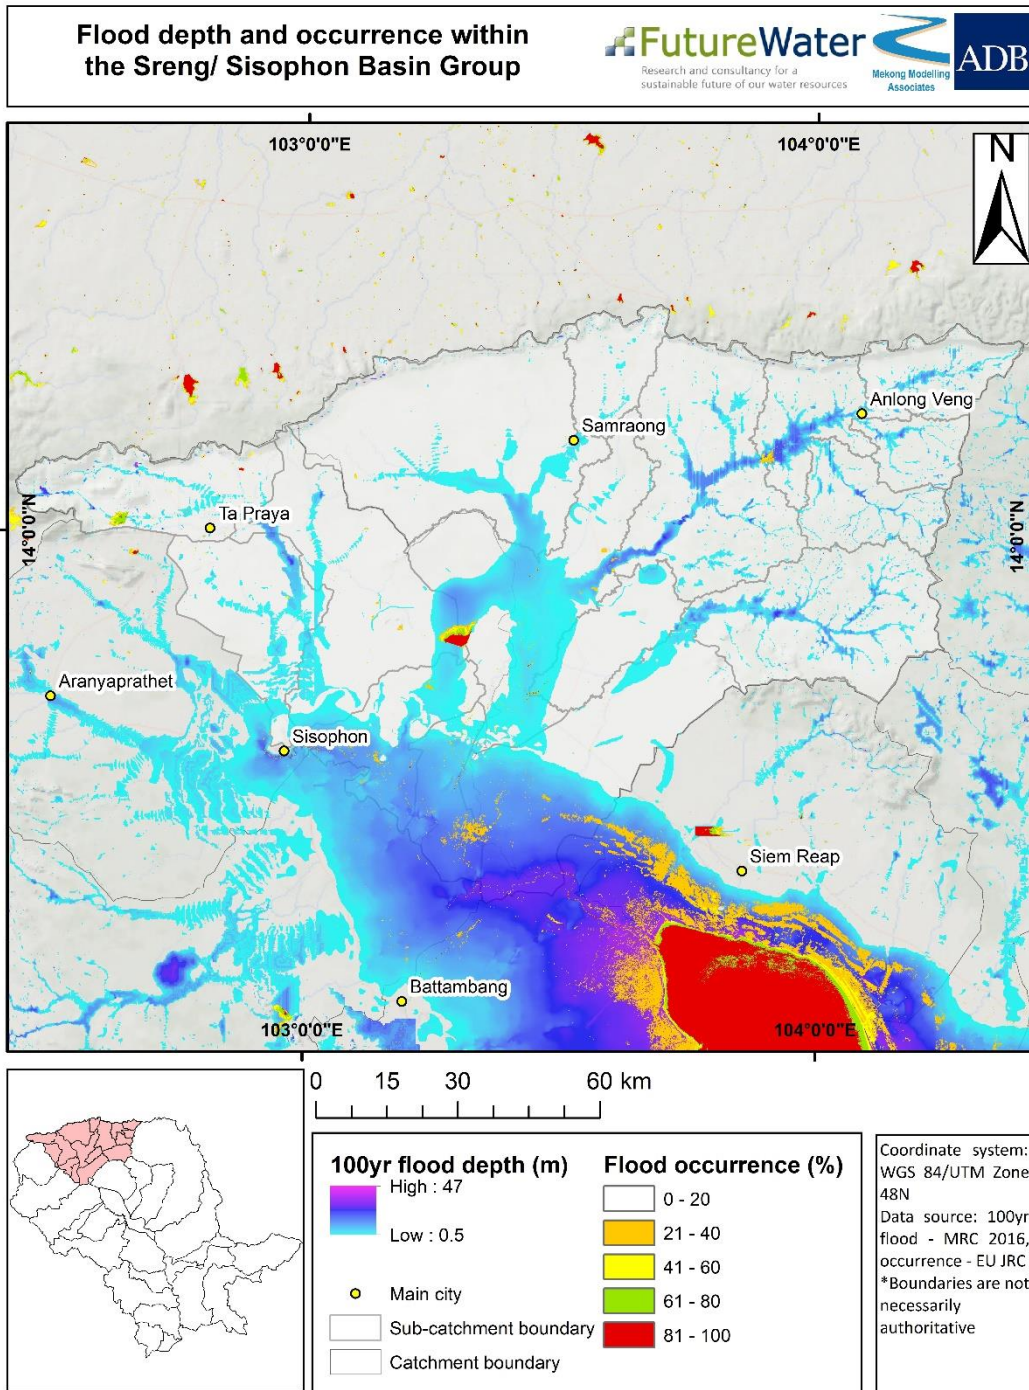 Flood depth and occurrence within
the Sreng/ Sisophon Basin Group
FutureWater
Research and consultancy for a
sustainable future of our water resources
Mekong Modelling
Associates
ADB
103°0'0"E
104°0'0"E
N
Anlong Veng
Samraong
Ta Praya
14°0'0"N
14°0'0"N
Aranyaprathet
Sisophon
Siem Reap
Battambang
103°0'0"E
104°0'0"E
0 15 30 60 km
100yr flood depth (m)
High : 47
Low : 0.5
Main city
Sub-catchment boundary
Catchment boundary
Flood occurrence (%)
0 - 20
21 - 40
41 - 60
61 - 80
81 - 100
Coordinate system:
WGS 84/UTM Zone
48N
Data source: 100yr
flood - MRC 2016,
occurrence - EU JRC
*Boundaries are not
necessarily
authoritative